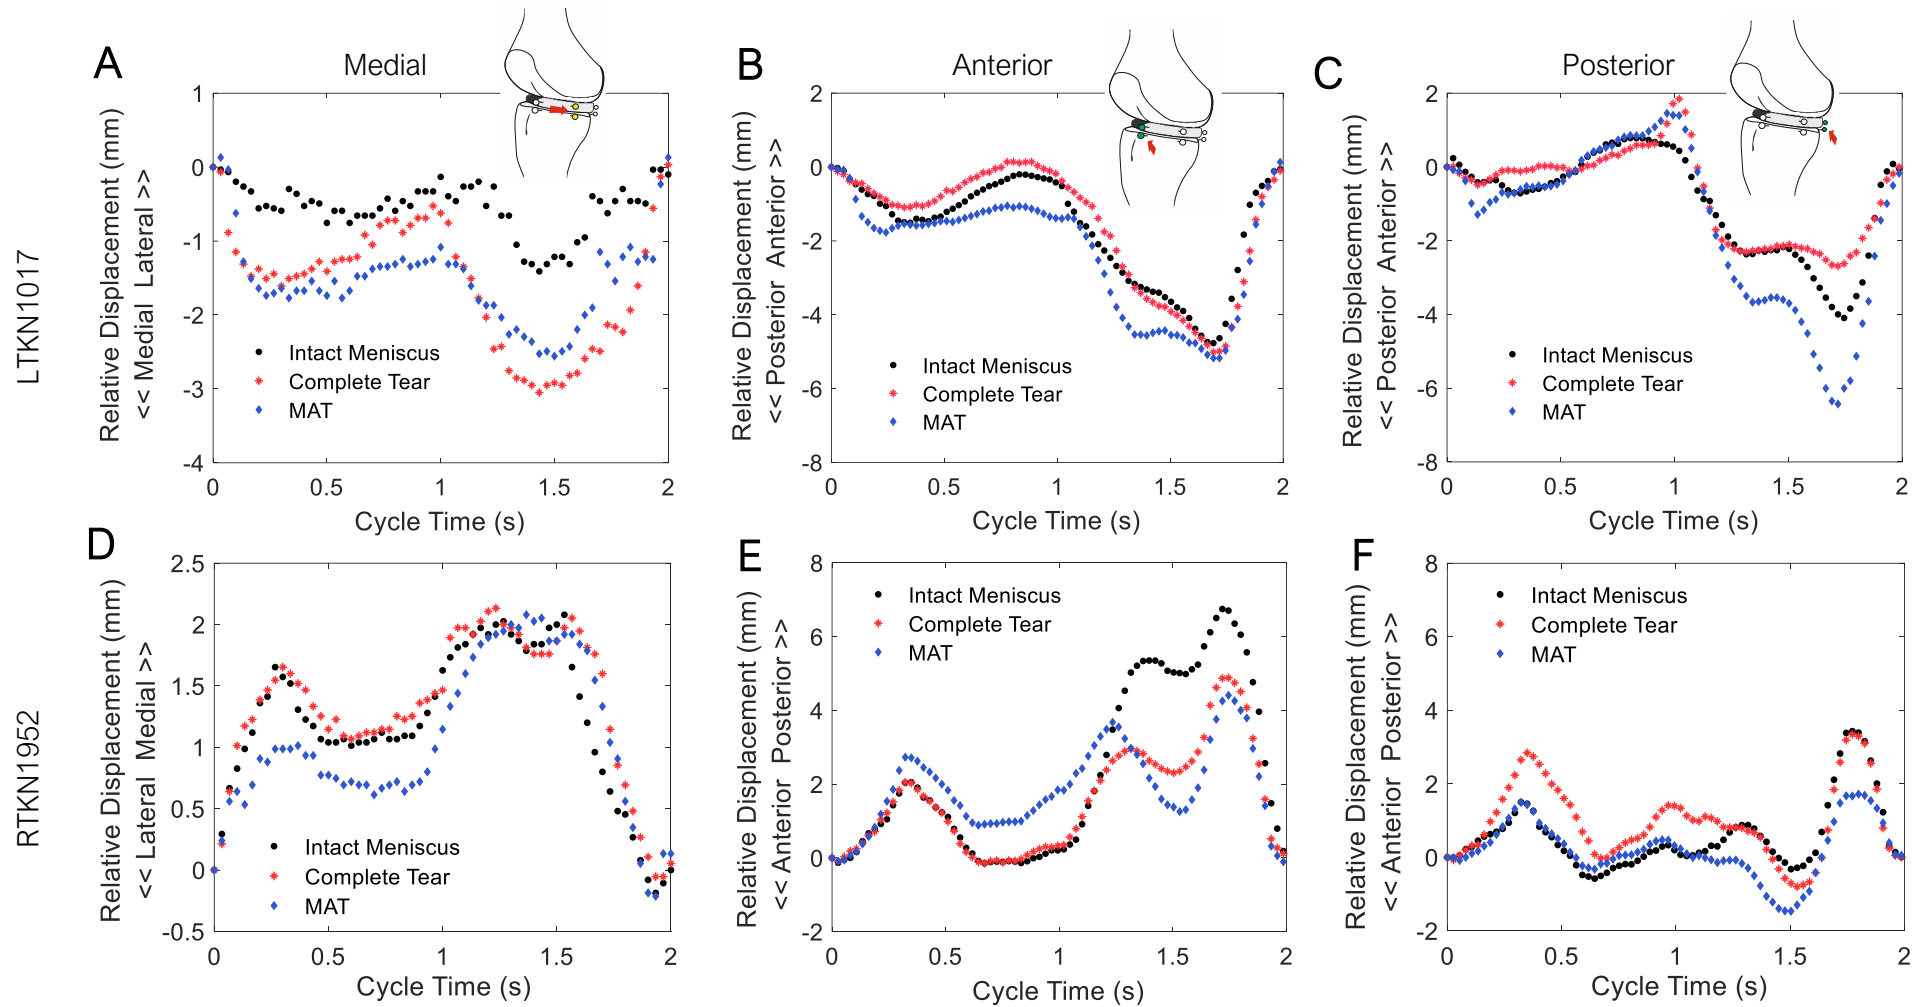 A
Medial
Relative Displacement (mm)
<< Medial Lateral >>
1
0
-1
-2
-3
-4
Intact Meniscus
Complete Tear
MAT
0
0.5
1
1.5
2
Cycle Time (s)
B
Anterior
Relative Displacement (mm)
<< Posterior Anterior >>
2
0
-2
-4
-6
-8
Intact Meniscus
Complete Tear
MAT
0
0.5
1
1.5
2
Cycle Time (s)
C
Posterior
Relative Displacement (mm)
<< Posterior Anterior >>
2
0
-2
-4
-6
-8
Intact Meniscus
Complete Tear
MAT
0
0.5
1
1.5
2
Cycle Time (s)
LTKN1017
D
Relative Displacement (mm)
<< Lateral Medial >>
2.5
2
1.5
1
0.5
0
-0.5
Intact Meniscus
Complete Tear
MAT
0
0.5
1
1.5
2
Cycle Time (s)
E
Relative Displacement (mm)
<< Anterior Posterior >>
8
6
4
2
0
-2
Intact Meniscus
Complete Tear
MAT
0
0.5
1
1.5
2
Cycle Time (s)
F
Relative Displacement (mm)
<< Anterior Posterior >>
8
6
4
2
0
-2
Intact Meniscus
Complete Tear
MAT
0
0.5
1
1.5
2
Cycle Time (s)
RTKN1952